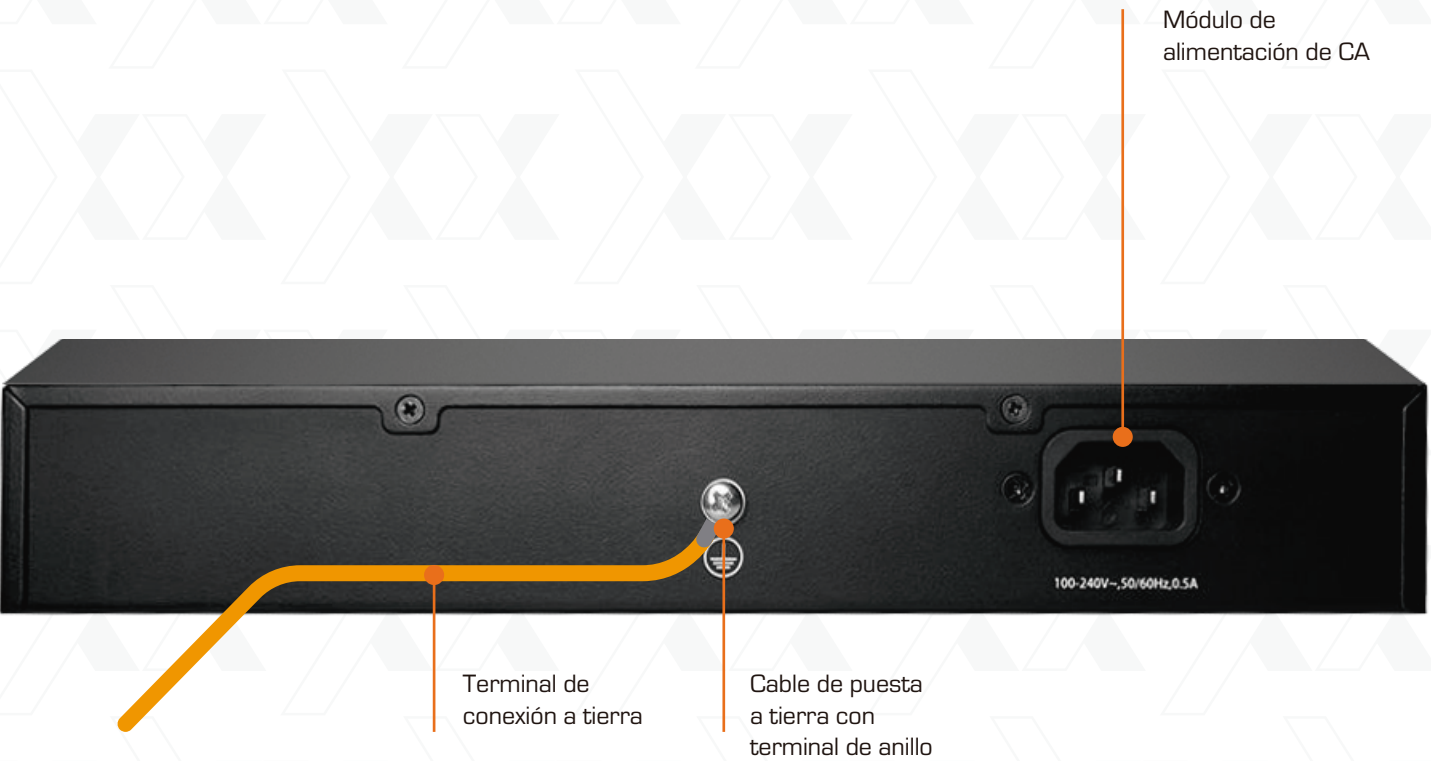 Módulo de
alimentación de CA
100-240V~,50/60Hz,0.5A
Terminal de
conexión a tierra
Cable de puesta
a tierra con
terminal de anillo